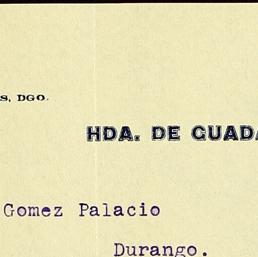 S, DGO.
HDA. DE GUADA
Gomez Palacio
Durango.